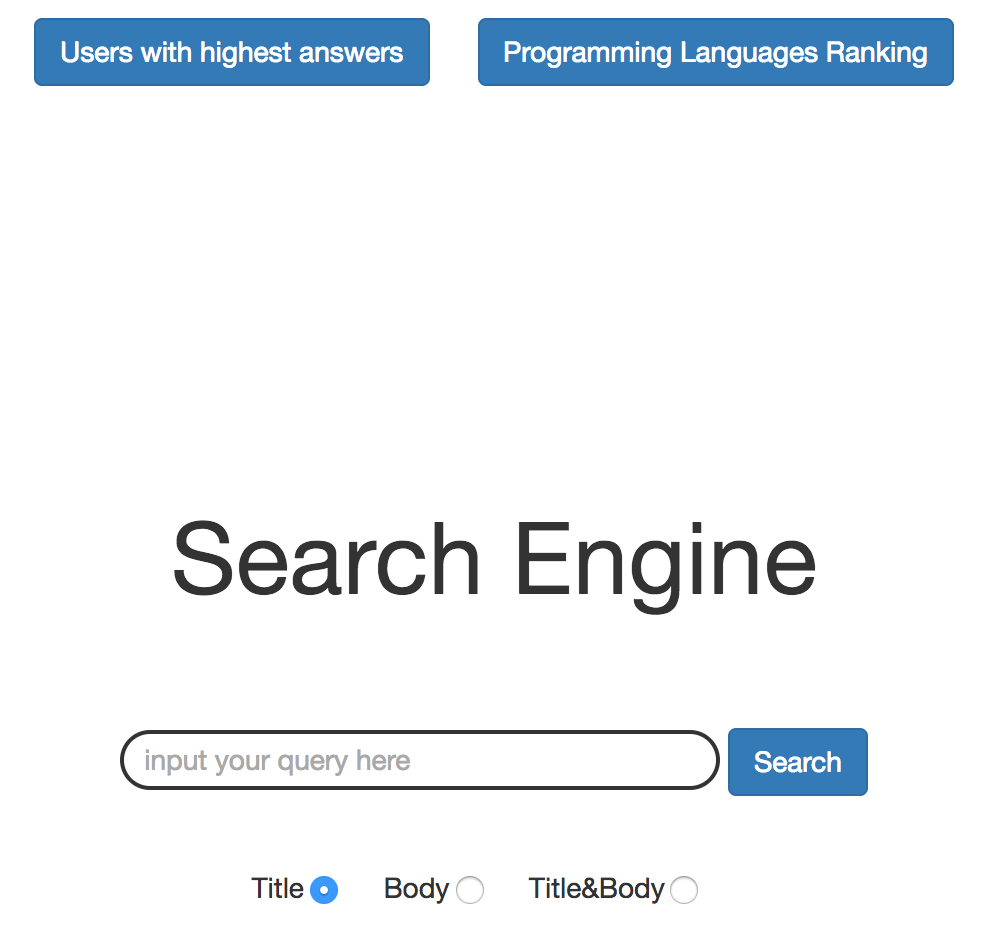 Users with highest answers
Programming Languages Ranking
Search Engine
input your query here
Search
Title
Body
Title&Body